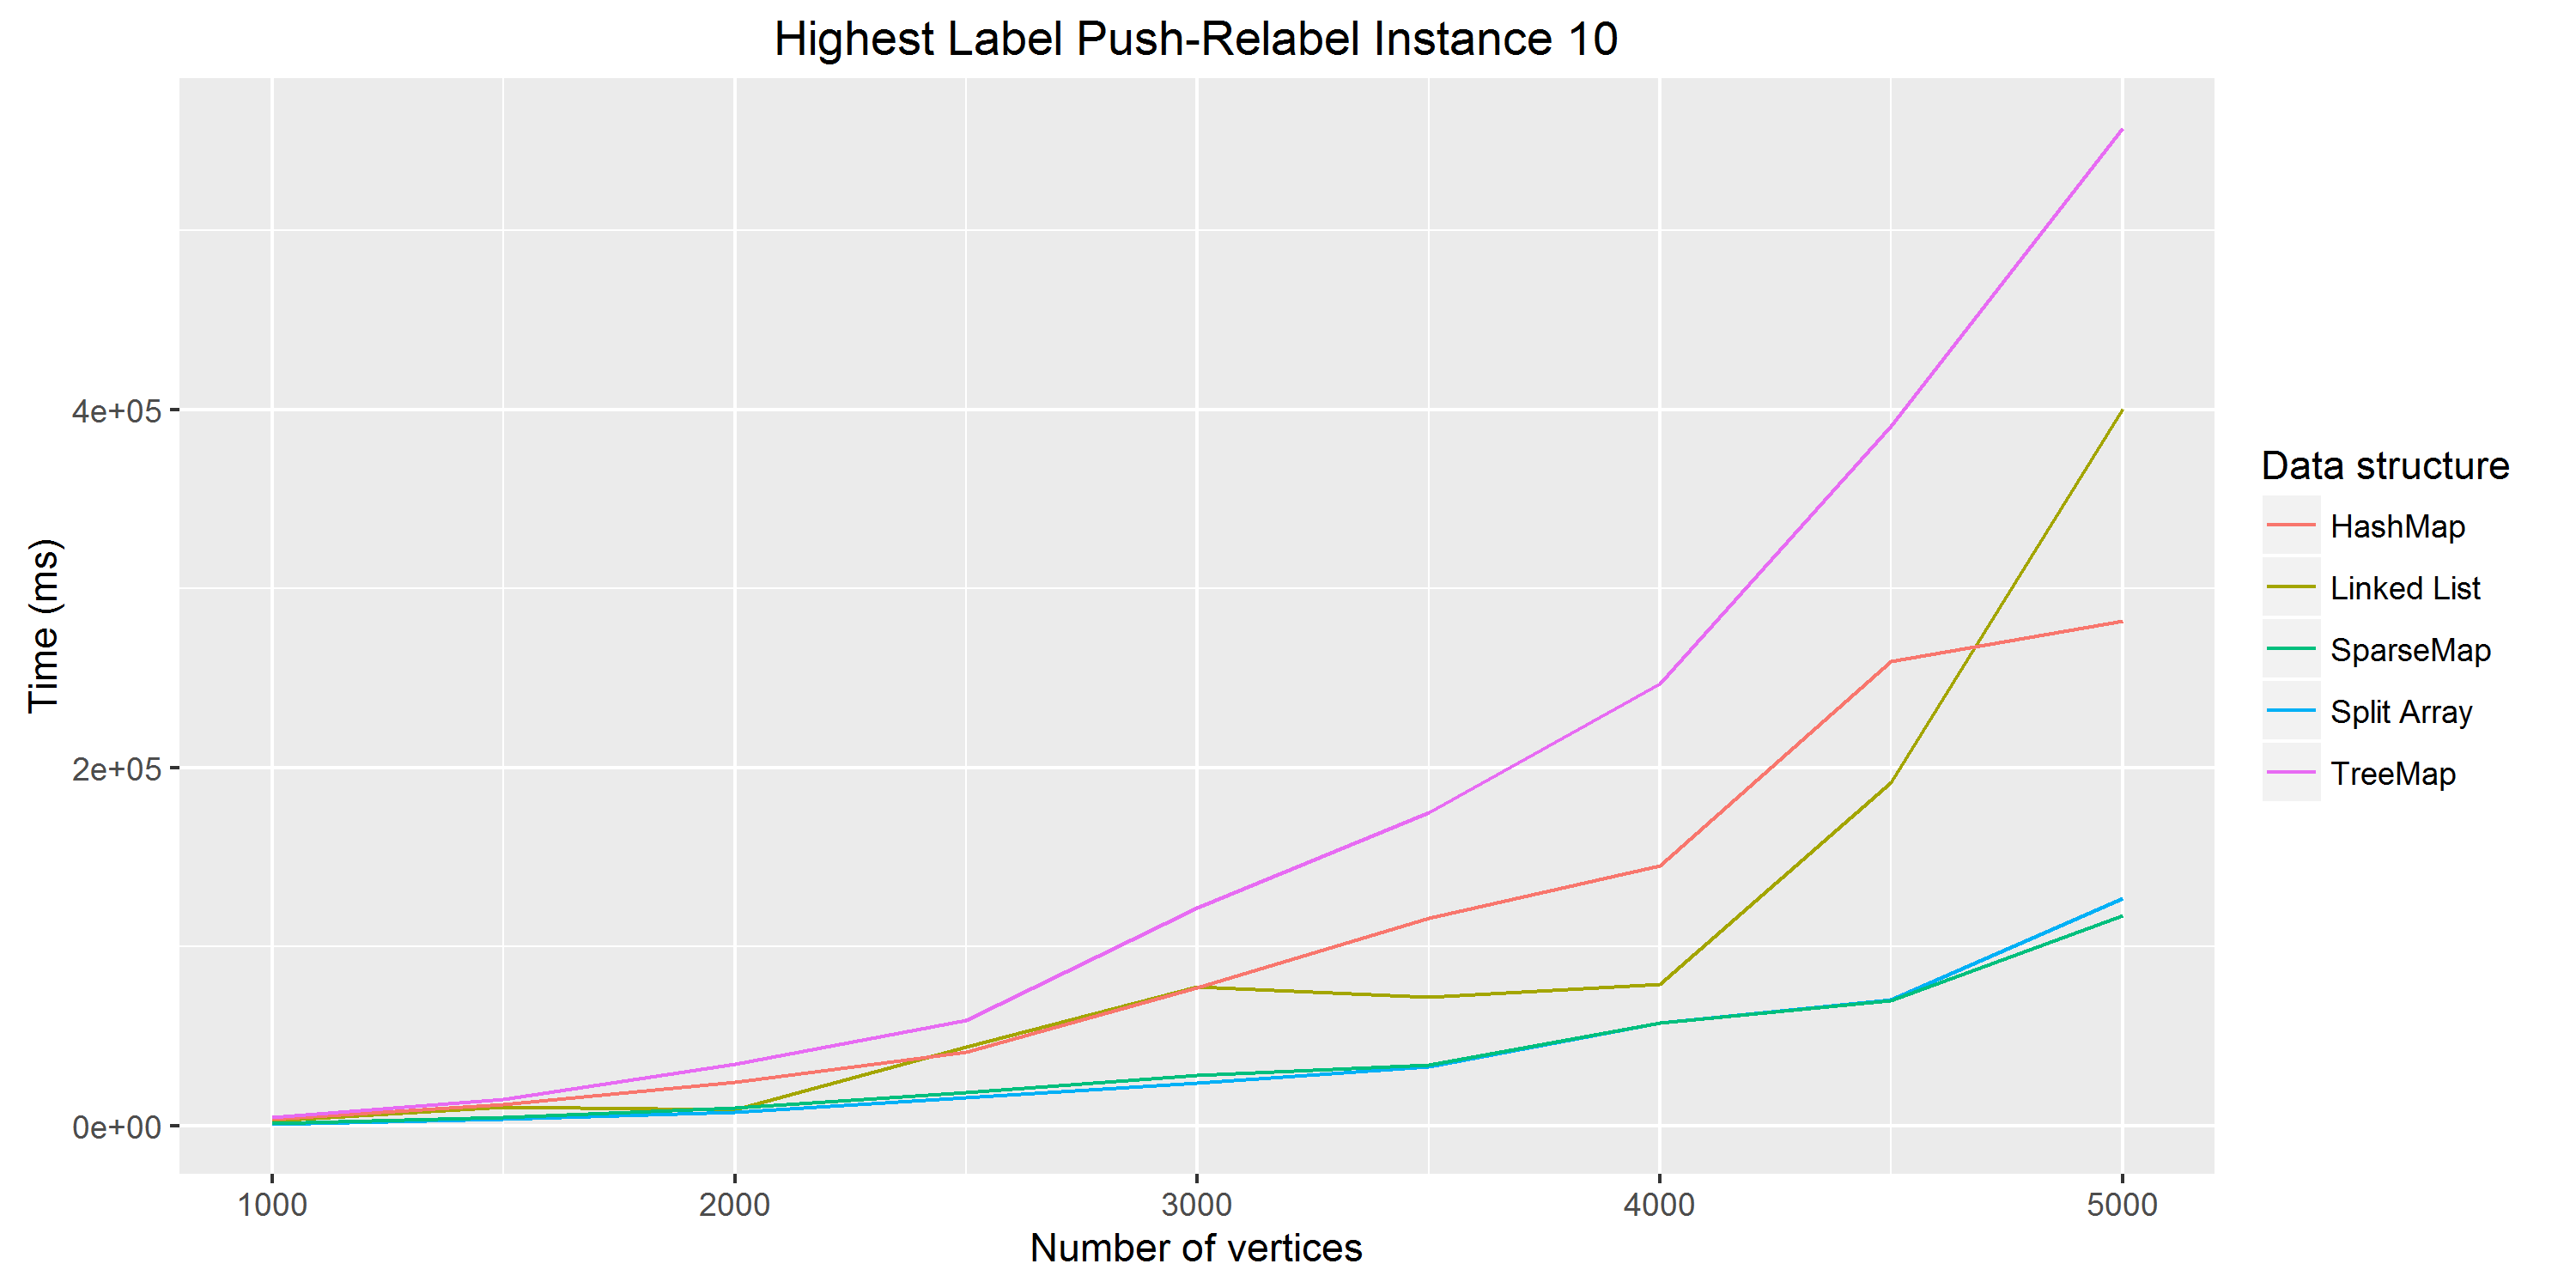 Highest Label Push-Relabel Instance 10
Time (ms)
4e+05
2e+05
0e+00
1000
2000
3000
4000
5000
Number of vertices
Data structure
HashMap
Linked List
SparseMap
Split Array
TreeMap